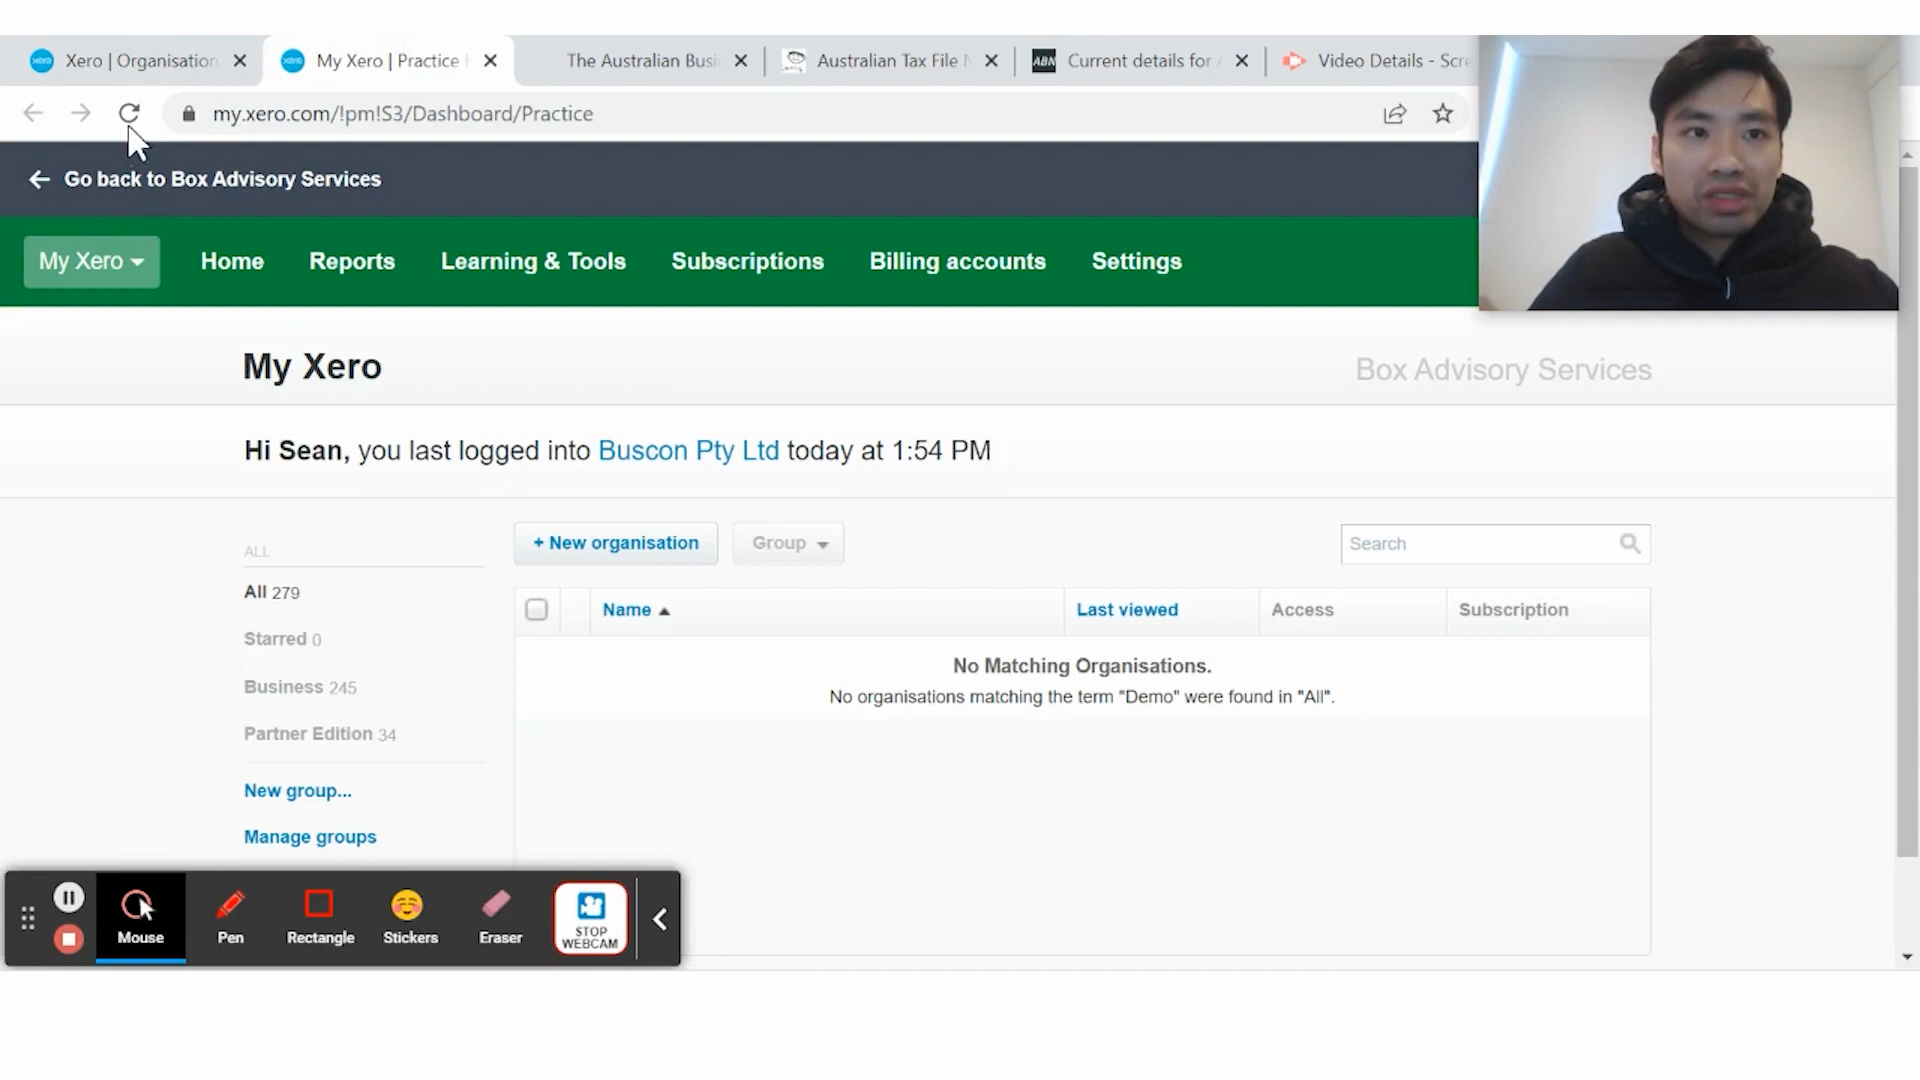 Xero | Organisation
My Xero | Practice
The Australian Busi
Australian Tax File N
ABN
Current details for
Video Details - Scre
my.xero.com/!pm!S3/Dashboard/Practice
Go back to Box Advisory Services
My Xero
Home
Reports
Learning & Tools
Subscriptions
Billing accounts
Settings
My Xero
Box Advisory Services
Hi Sean, you last logged into Buscon Pty Ltd today at 1:54 PM
ALL
All 279
Starred 0
Business 245
Partner Edition 34
New group...
Manage groups
+ New organisation
Group
Search
Name
Last viewed
Access
Subscription
No Matching Organisations.
No organisations matching the term "Demo" were found in "All".
Mouse
Pen
Rectangle
Stickers
Eraser
STOP
WEBCAM